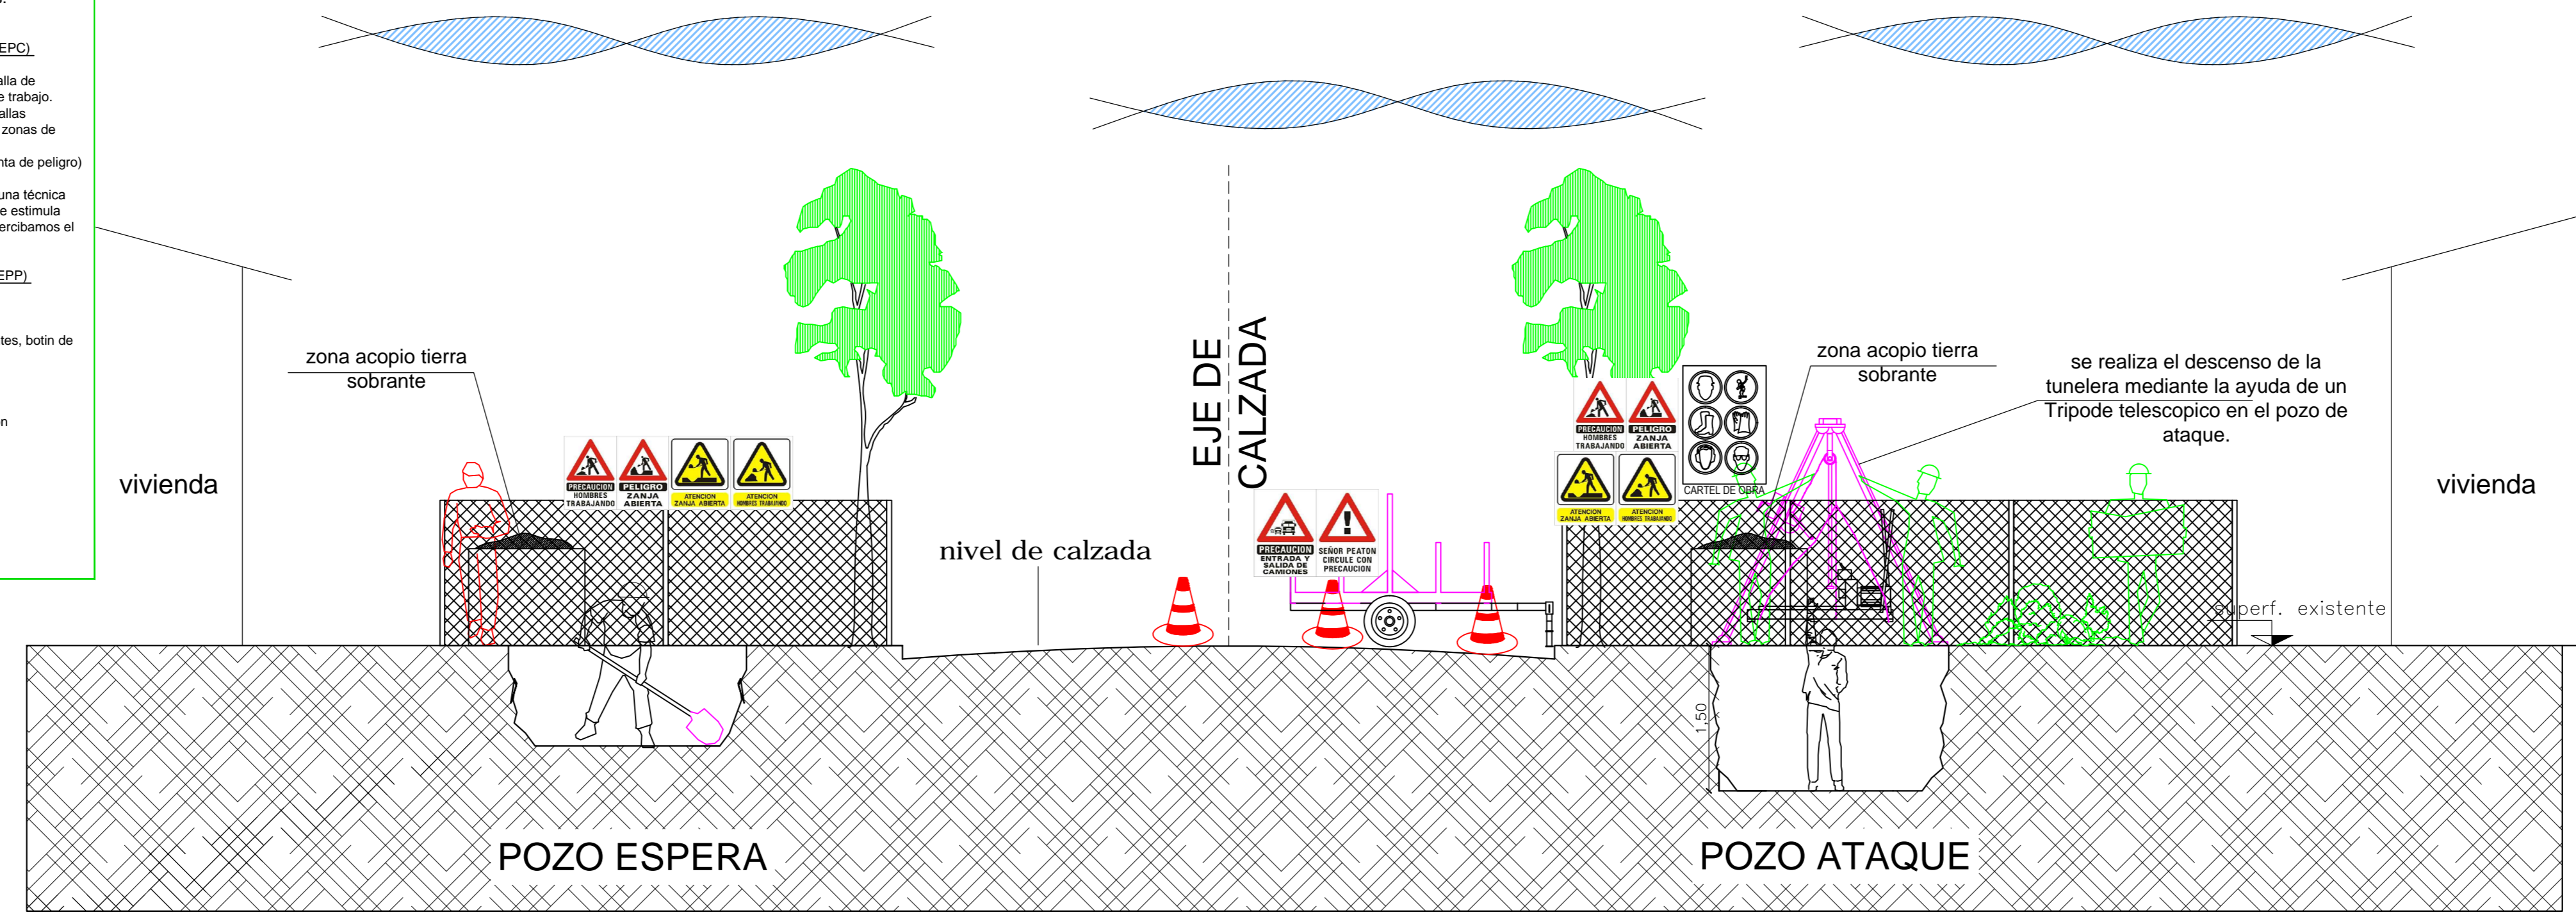 EPC)
alla de
e trabajo.
allas
zonas de
nta de peligro)
una técnica
e estimula
ercibamos el
EPP)
tes, botin de
en
vivienda
zona acopio tierra
sobrante
PRECAUCION
HOMBRES
TRABAJANDO
PELIGRO
ZANJA
ABIERTA
ATENCION
ZANJA ABIERTA
ATENCION
HOMBRES TRABAJANDO
nivel de calzada
EJE DE
CALZADA
PRECAUCION
ENTRADA Y
SALIDA DE
CAMIONES
SEÑOR PEATON
CIRCULE CON
PRECAUCION
PRECAUCION
HOMBRES
TRABAJANDO
PELIGRO
ZANJA
ABIERTA
ATENCION
ZANJA ABIERTA
ATENCION
HOMBRES TRABAJANDO
CARTEL DE OBRA
zona acopio tierra
sobrante
se realiza el descenso de la
tunelera mediante la ayuda de un
Tripode telescopico en el pozo de
ataque.
vivienda
superf. existente
1,50
POZO ESPERA
POZO ATAQUE